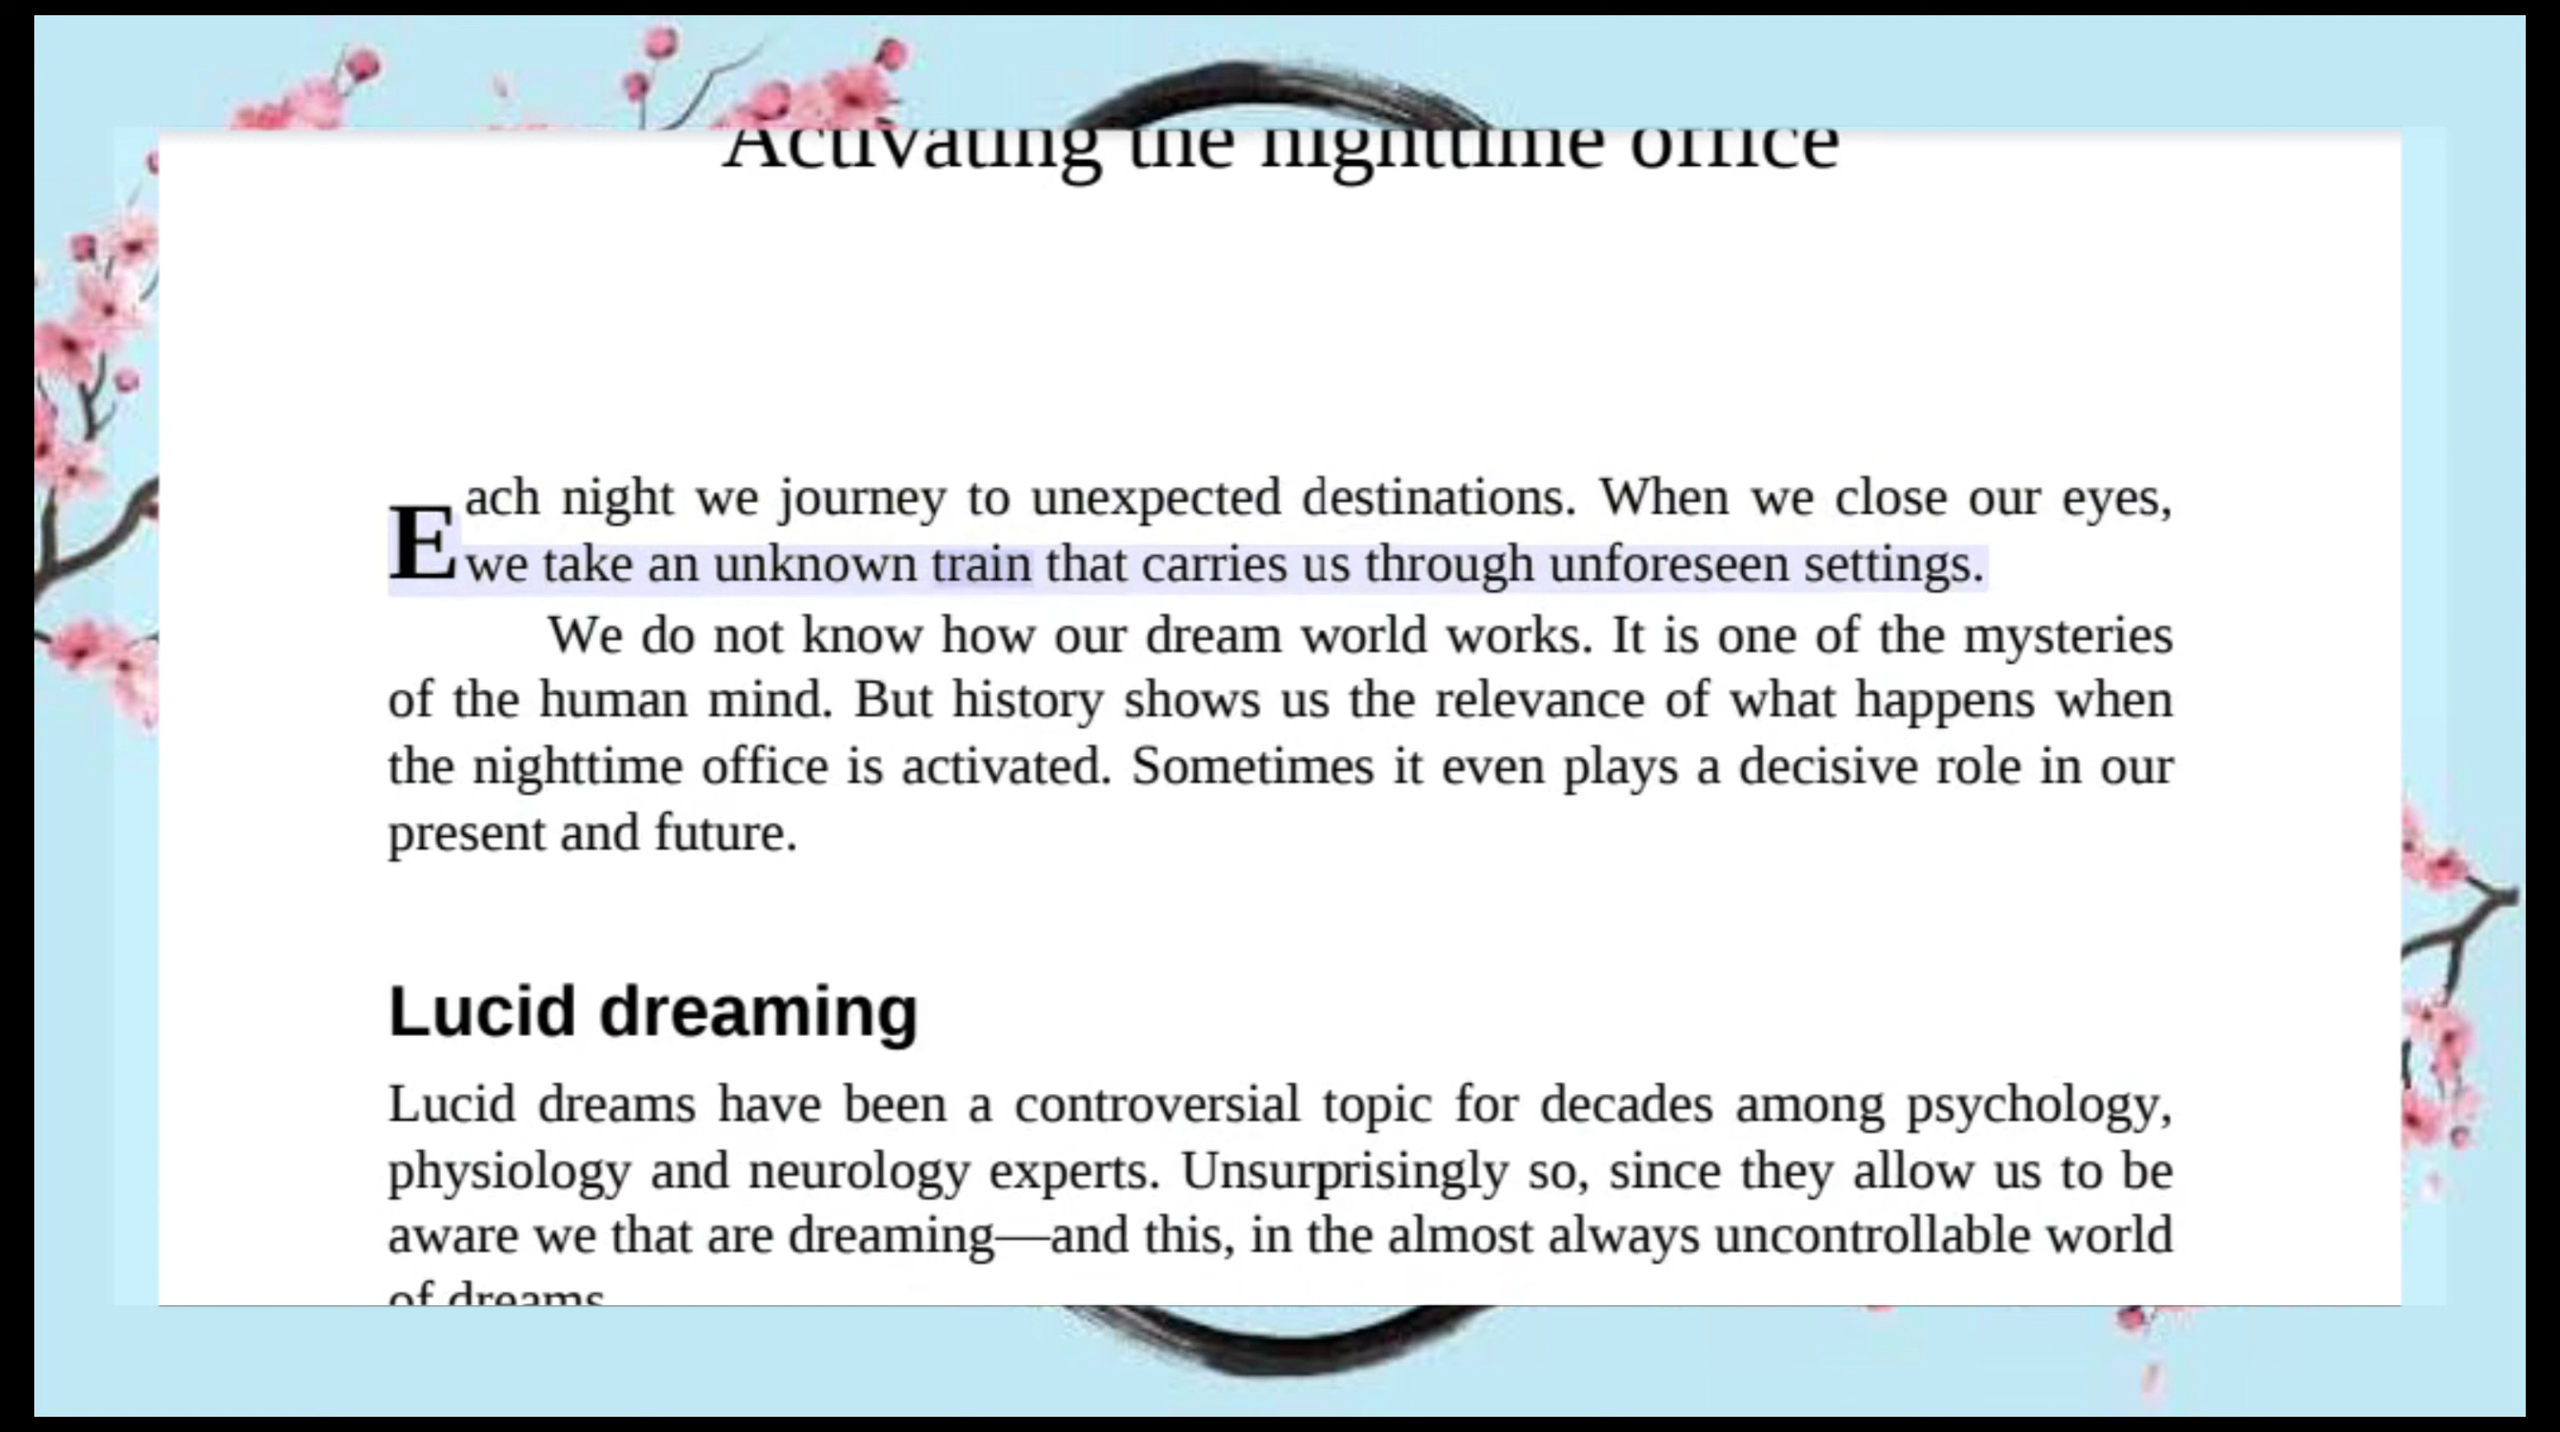 Activating the nighttime office
Each night we journey to unexpected destinations. When we close our eyes,
we take an unknown train that carries us through unforeseen settings.
We do not know how our dream world works. It is one of the mysteries
of the human mind. But history shows us the relevance of what happens when
the nighttime office is activated. Sometimes it even plays a decisive role in our
present and future.
Lucid dreaming
Lucid dreams have been a controversial topic for decades among psychology,
physiology and neurology experts. Unsurprisingly so, since they allow us to be
aware we that are dreaming—and this, in the almost always uncontrollable world
of dreams